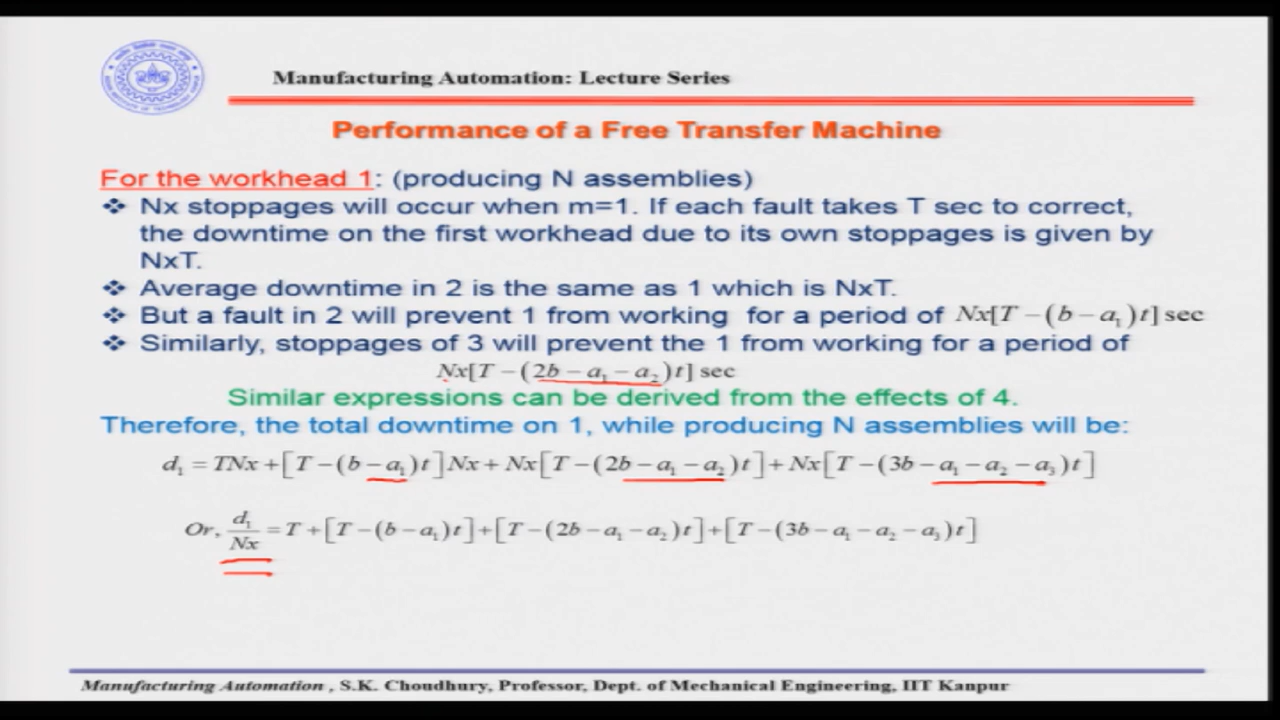 Manufacturing Automation: Lecture Series
Performance of a Free Transfer Machine
For the workhead 1: (producing N assemblies)
❖ Nx stoppages will occur when m=1. If each fault takes T sec to correct,
the downtime on the first workhead due to its own stoppages is given by
NxT.
❖ Average downtime in 2 is the same as 1 which is NxT.
❖ But a fault in 2 will prevent 1 from working for a period of Nx[T − (b − a₁)t] sec
❖ Similarly, stoppages of 3 will prevent the 1 from working for a period of
Nx[T − (2b − a₁ − a₂)t] sec
Similar expressions can be derived from the effects of 4.
Therefore, the total downtime on 1, while producing N assemblies will be:
d₁ = TNx + [T − (b − a₁)t]Nx + Nx[T − (2b − a₁ − a₂)t] + Nx[T − (3b − a₁ − a₂ − a₃)t]
Or, d₁/Nx = T + [T − (b − a₁)t] + [T − (2b − a₁ − a₂)t] + [T − (3b − a₁ − a₂ − a₃)t]
Manufacturing Automation , S.K. Choudhury, Professor, Dept. of Mechanical Engineering, IIT Kanpur